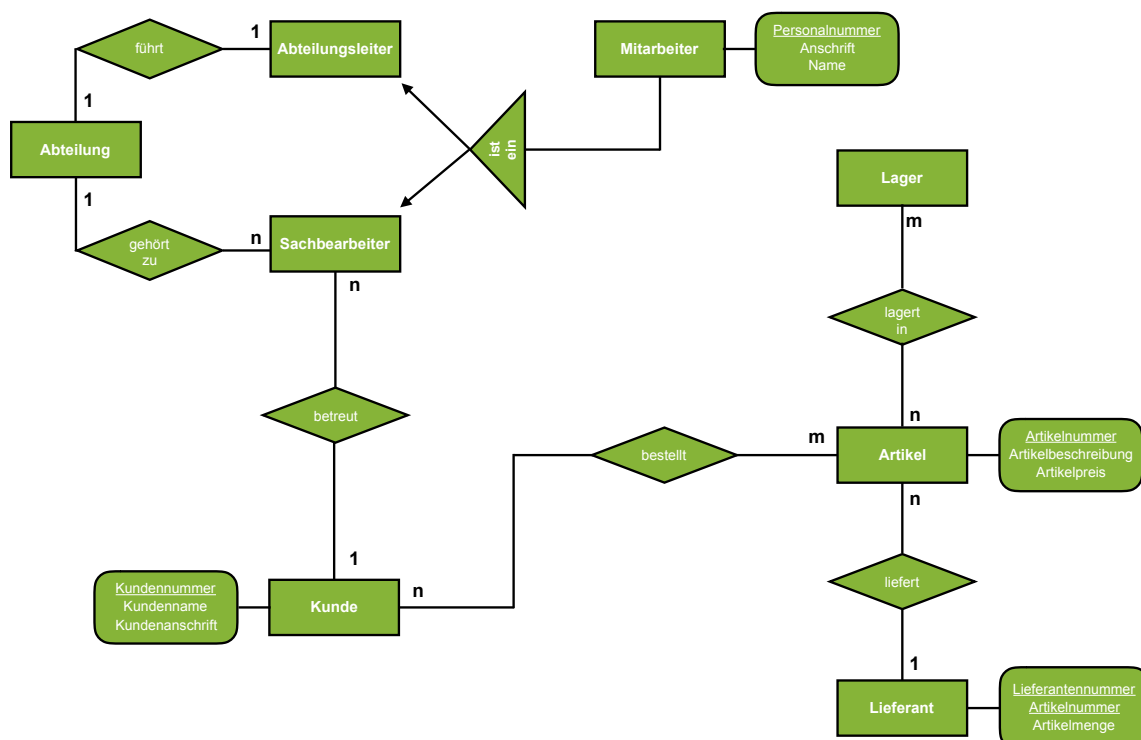 führt
1
Abteilungsleiter
Mitarbeiter
Personalnummer
Anschrift
Name
1
Abteilung
ist
ein
1
Lager
m
gehört
zu
n
Sachbearbeiter
n
lagert
in
betreut
n
m
bestellt
Artikel
Artikelnummer
Artikelbeschreibung
Artikelpreis
n
1
liefert
Kundennummer
Kundenname
Kundenanschrift
Kunde
n
1
Lieferant
Lieferantennummer
Artikelnummer
Artikelmenge